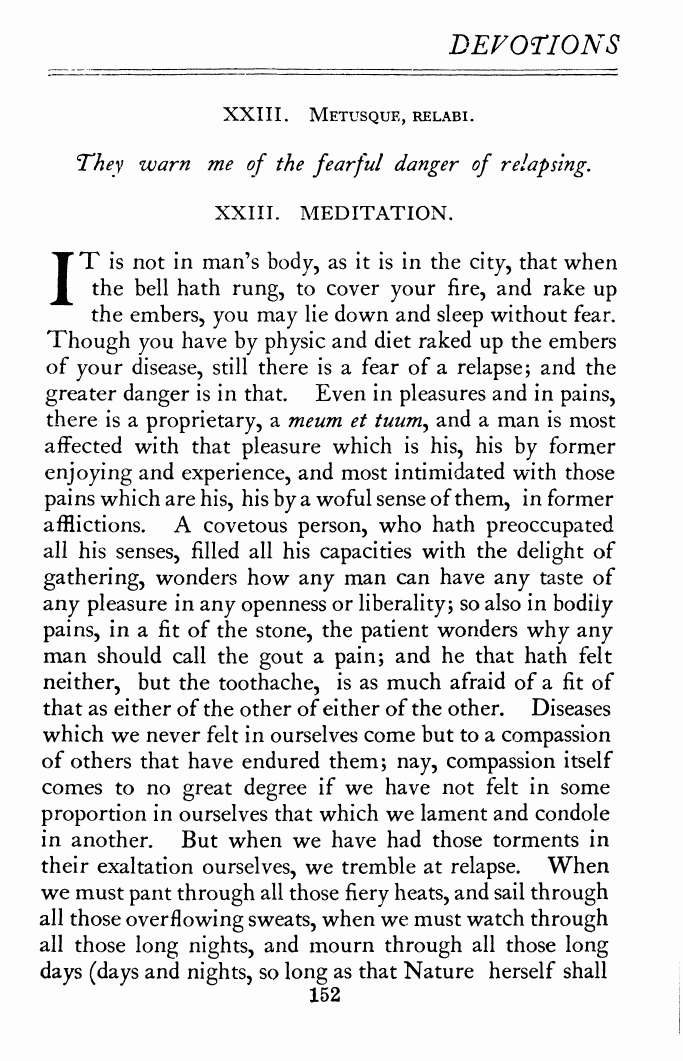 DEVOTIONS
XXIII. METUSQUE, RELABI.
They warn me of the fearful danger of relapsing.
XXIII. MEDITATION.
IT is not in man's body, as it is in the city, that when
the bell hath rung, to cover your fire, and rake up
the embers, you may lie down and sleep without fear.
Though you have by physic and diet raked up the embers
of your disease, still there is a fear of a relapse; and the
greater danger is in that. Even in pleasures and in pains,
there is a proprietary, a meum et tuum, and a man is most
affected with that pleasure which is his, his by former
enjoying and experience, and most intimidated with those
pains which are his, his by a woful sense of them, in former
afflictions. A covetous person, who hath preoccupated
all his senses, filled all his capacities with the delight of
gathering, wonders how any man can have any taste of
any pleasure in any openness or liberality; so also in bodily
pains, in a fit of the stone, the patient wonders why any
man should call the gout a pain; and he that hath felt
neither, but the toothache, is as much afraid of a fit of
that as either of the other of either of the other. Diseases
which we never felt in ourselves come but to a compassion
of others that have endured them; nay, compassion itself
comes to no great degree if we have not felt in some
proportion in ourselves that which we lament and condole
in another. But when we have had those torments in
their exaltation ourselves, we tremble at relapse. When
we must pant through all those fiery heats, and sail through
all those overflowing sweats, when we must watch through
all those long nights, and mourn through all those long
days (days and nights, so long as that Nature herself shall
152